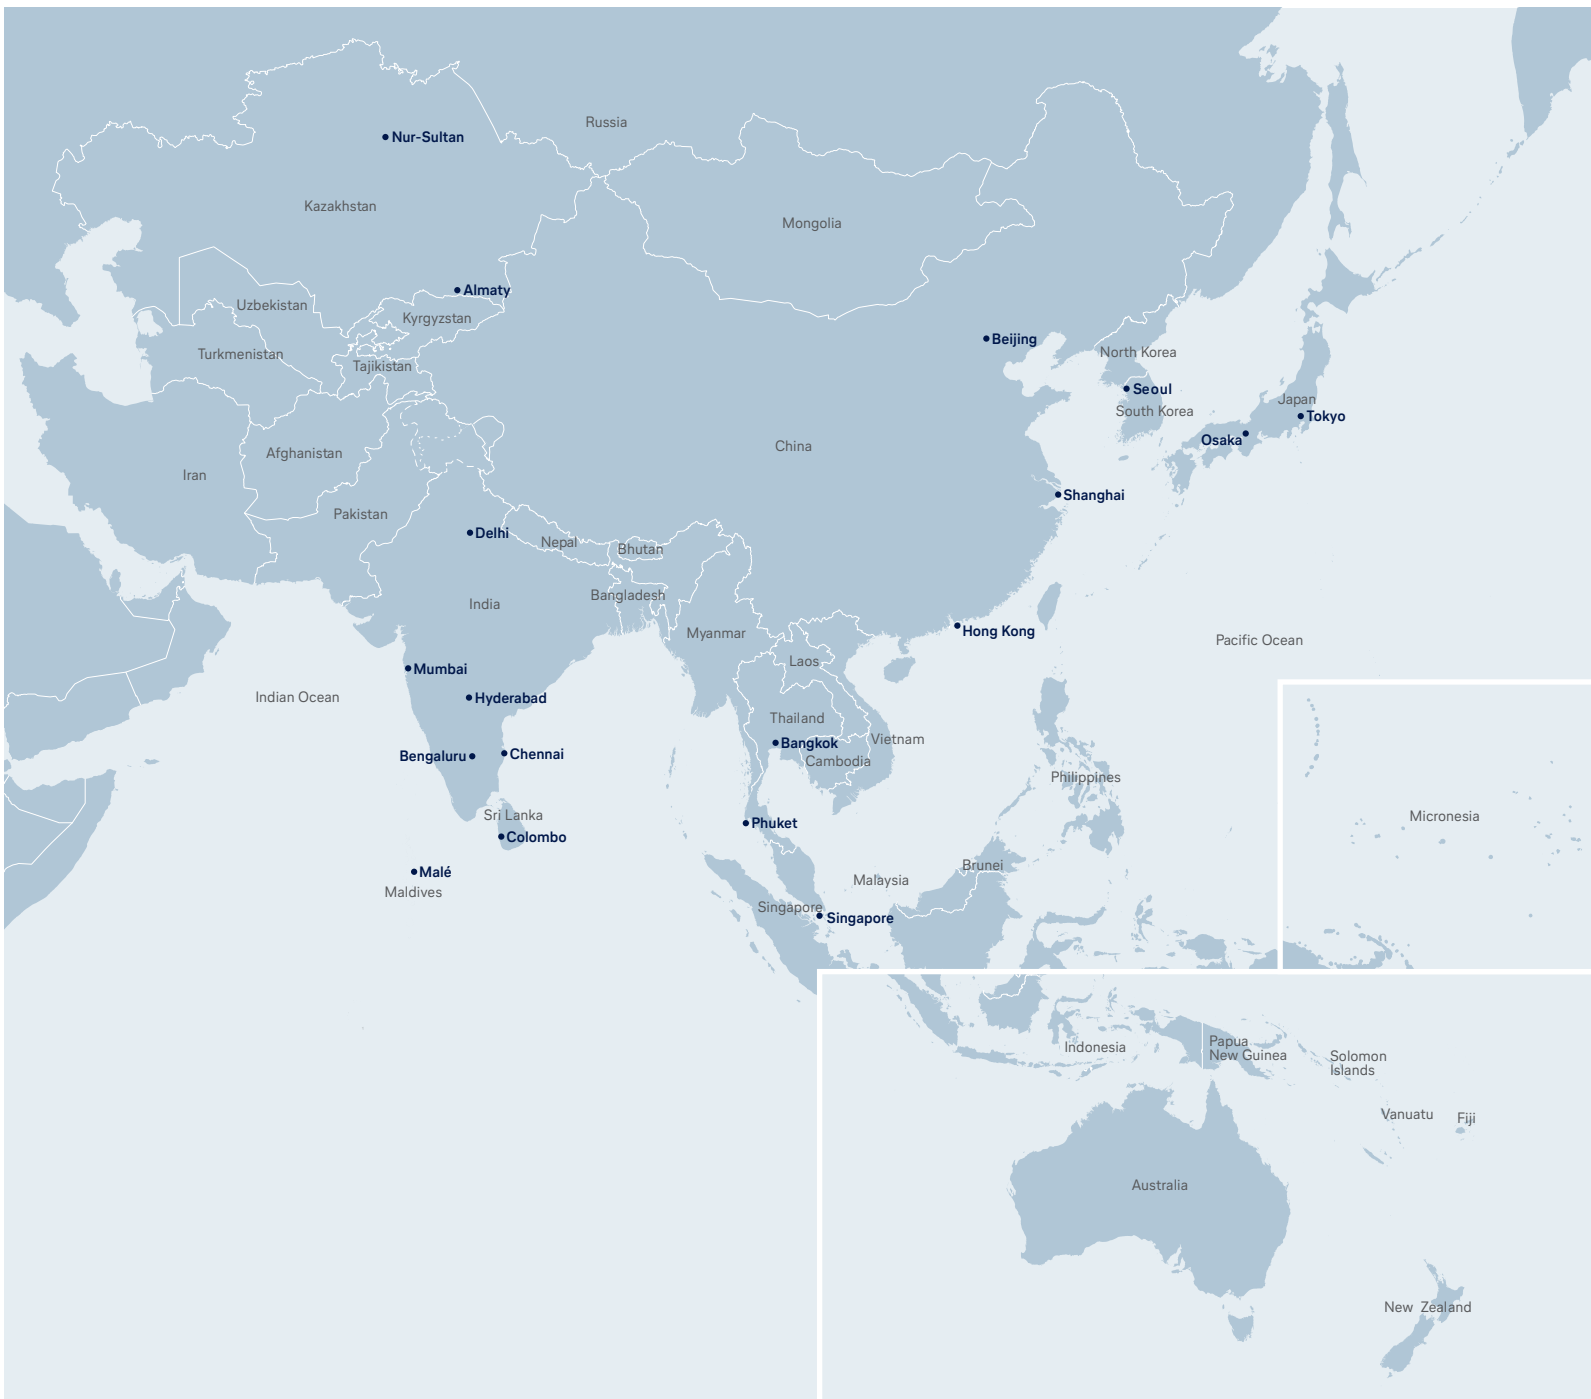 Russia
Nur-Sultan
Kazakhstan
Mongolia
Almaty
Uzbekistan
Kyrgyzstan
Beijing
North Korea
Turkmenistan
Tajikistan
Seoul
Japan
South Korea
Tokyo
Osaka
China
Afghanistan
Iran
Shanghai
Pakistan
Delhi
Nepal
Bhutan
Bangladesh
India
Hong Kong
Myanmar
Pacific Ocean
Laos
Mumbai
Indian Ocean
Hyderabad
Thailand
Vietnam
Bangkok
Bengaluru
Chennai
Cambodia
Philippines
Sri Lanka
Micronesia
Phuket
Colombo
Brunei
Malé
Malaysia
Maldives
Singapore
Singapore
Indonesia
Papua
New Guinea
Solomon
Islands
Vanuatu
Fiji
Australia
New Zealand